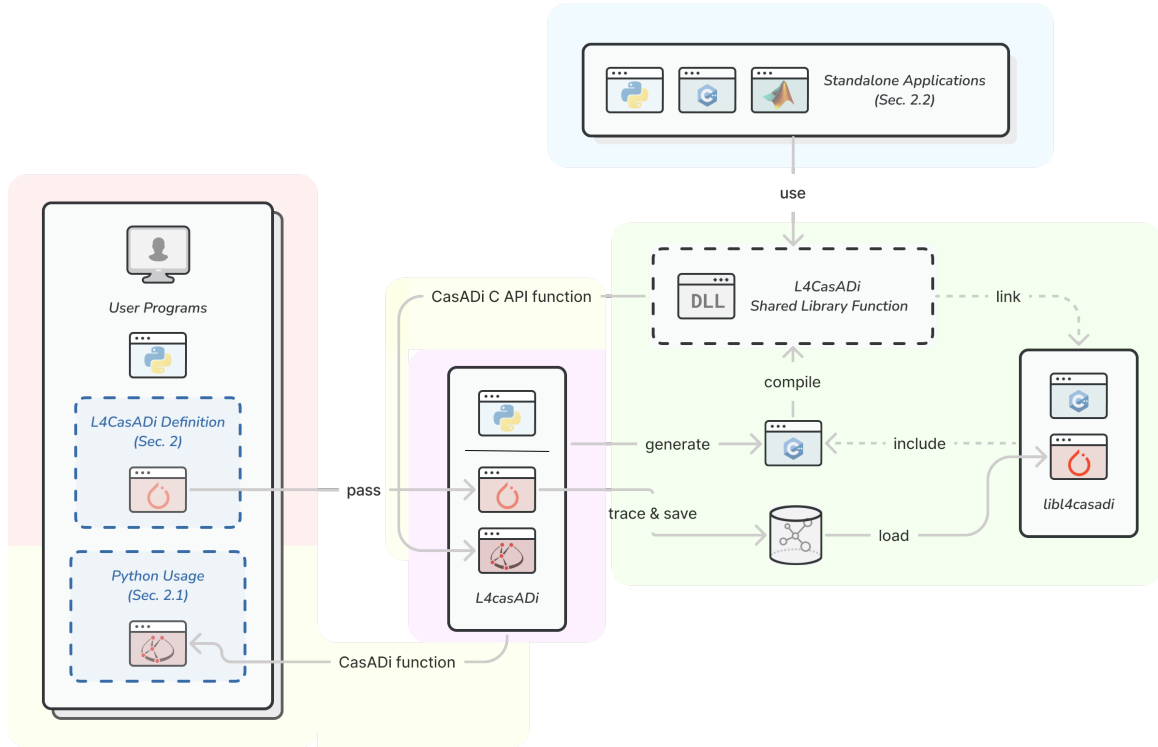 Standalone Applications
(Sec. 2.2)
use
User Programs
L4CasADi Definition
(Sec. 2)
Python Usage
(Sec. 2.1)
pass
CasADi C API function
L4casADi
CasADi function
DLL
L4CasADi
Shared Library Function
link
compile
generate
C
include
trace & save
load
C
libl4casadi
C